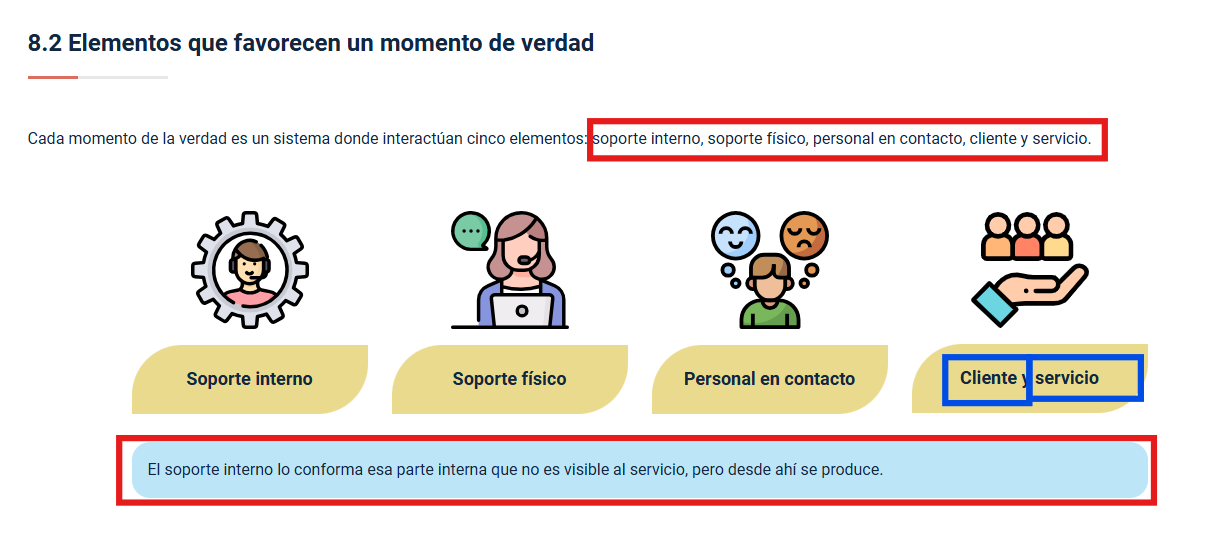 8.2 Elementos que favorecen un momento de verdad
Cada momento de la verdad es un sistema donde interactúan cinco elementos: soporte interno, soporte físico, personal en contacto, cliente y servicio.
Soporte interno
Soporte físico
Personal en contacto
Cliente y servicio
El soporte interno lo conforma esa parte interna que no es visible al servicio, pero desde ahí se produce.